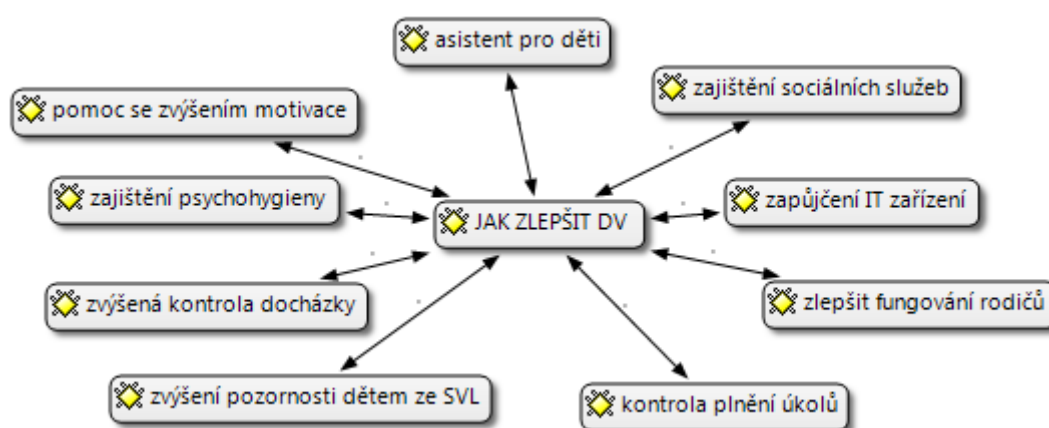 asistent pro děti
zajištění sociálních služeb
pomoc se zvýšením motivace
zajištění psychohygieny
zapůjčení IT zařízení
JAK ZLEPŠIT DV
zvýšená kontrola docházky
zlepšit fungování rodičů
zvýšení pozornosti dětem ze SVL
kontrola plnění úkolů